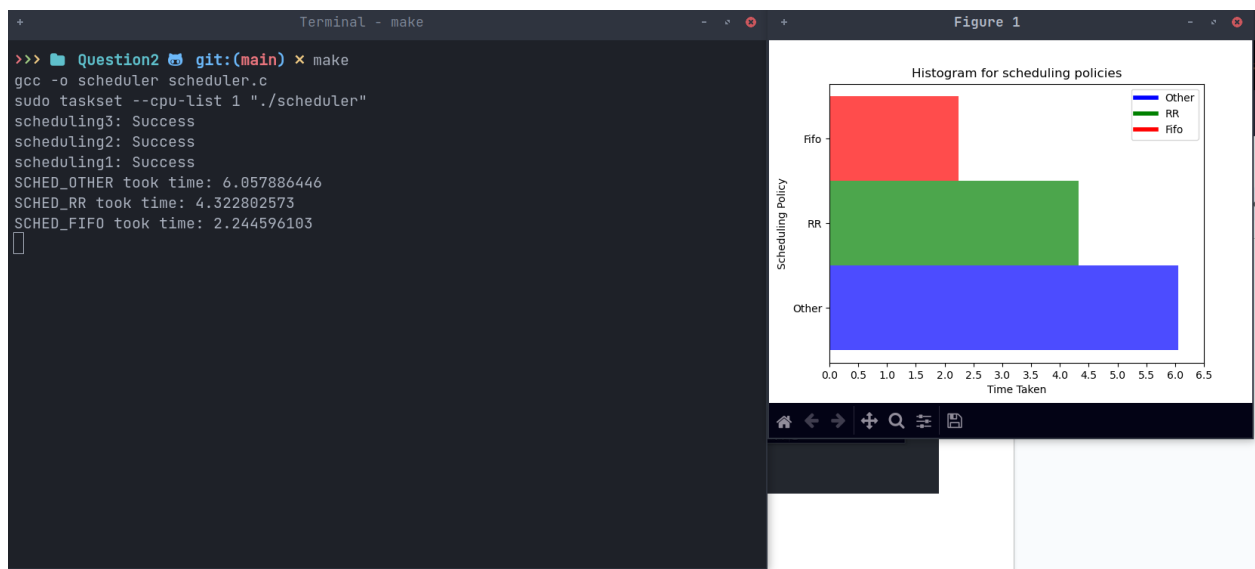 Terminal - make
>>> Question2 git:(main) × make
gcc -o scheduler scheduler.c
sudo taskset --cpu-list 1 "./scheduler"
scheduling3: Success
scheduling2: Success
scheduling1: Success
SCHED_OTHER took time: 6.057886446
SCHED_RR took time: 4.322802573
SCHED_FIFO took time: 2.244596103
Figure 1
Histogram for scheduling policies
Other
RR
Fifo
Scheduling Policy
Fifo
RR
Other
0.0 0.5 1.0 1.5 2.0 2.5 3.0 3.5 4.0 4.5 5.0 5.5 6.0 6.5
Time Taken